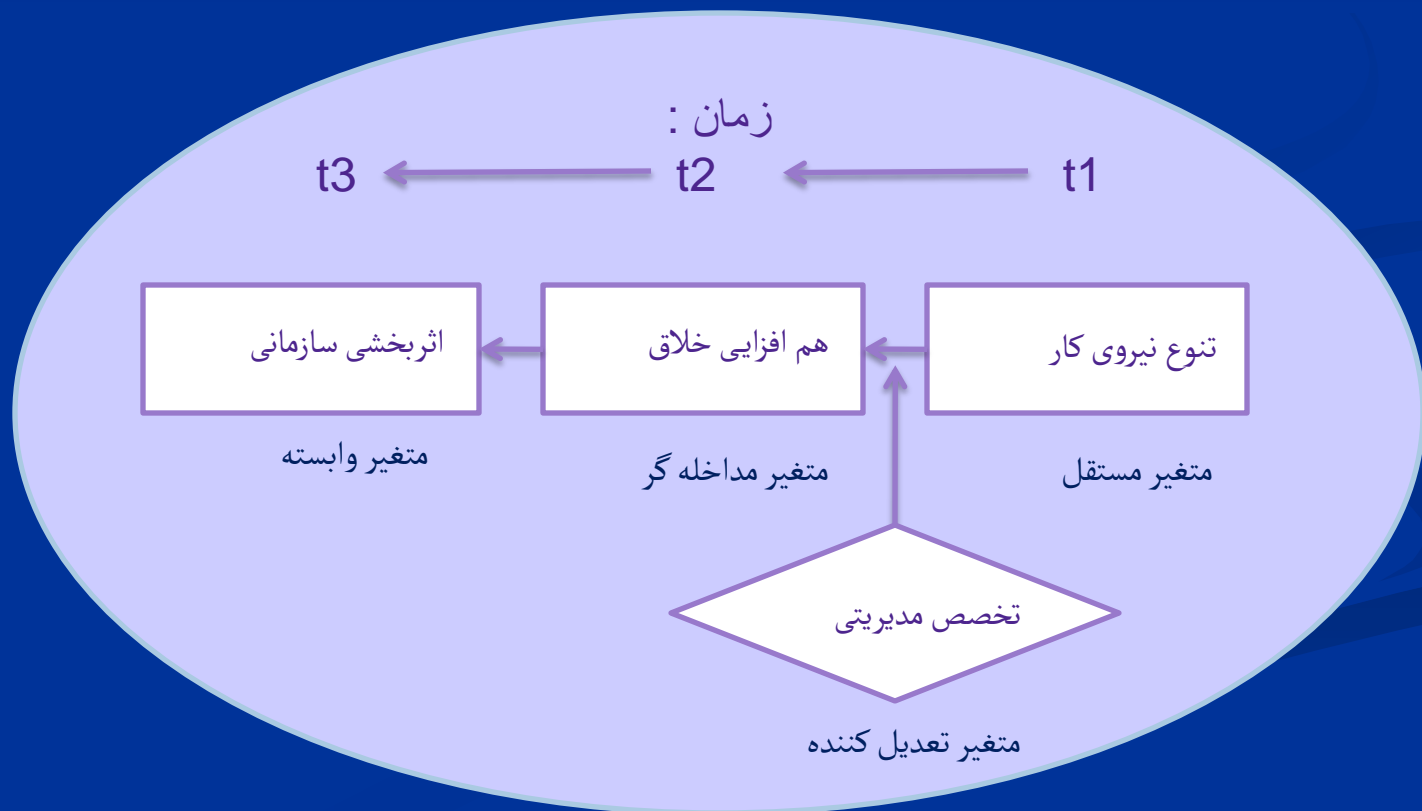 زمان :
t1
t2
t3
تنوع نیروی کار
هم افزایی خلاق
اثربخشی سازمانی
متغیر مستقل
متغیر مداخله گر
متغیر وابسته
تخصص مدیریتی
متغیر تعدیل کننده